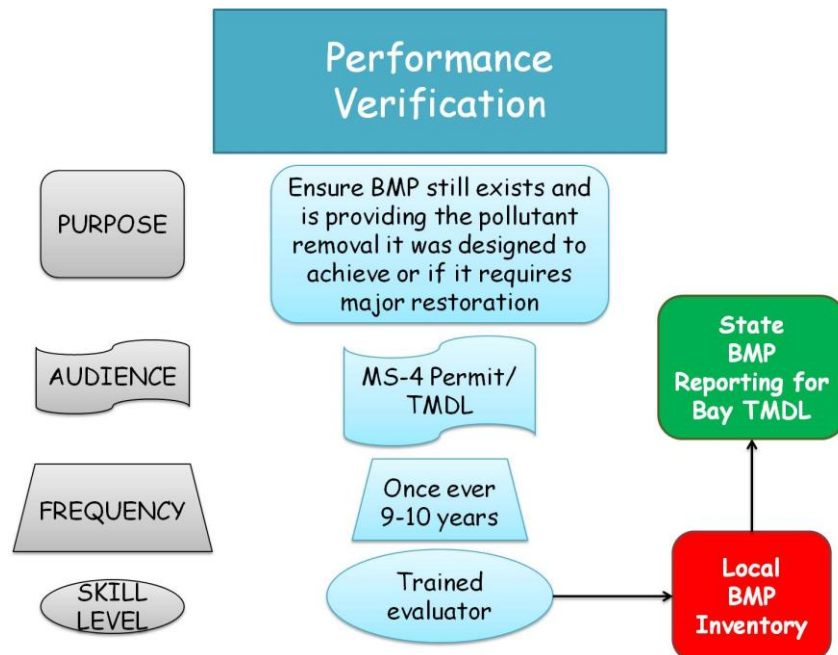 Performance
Verification
PURPOSE
Ensure BMP still exists and
is providing the pollutant
removal it was designed to
achieve or if it requires
major restoration
AUDIENCE
MS-4 Permit/
TMDL
State
BMP
Reporting for
Bay TMDL
FREQUENCY
Once ever
9-10 years
SKILL
LEVEL
Trained
evaluator
Local
BMP
Inventory